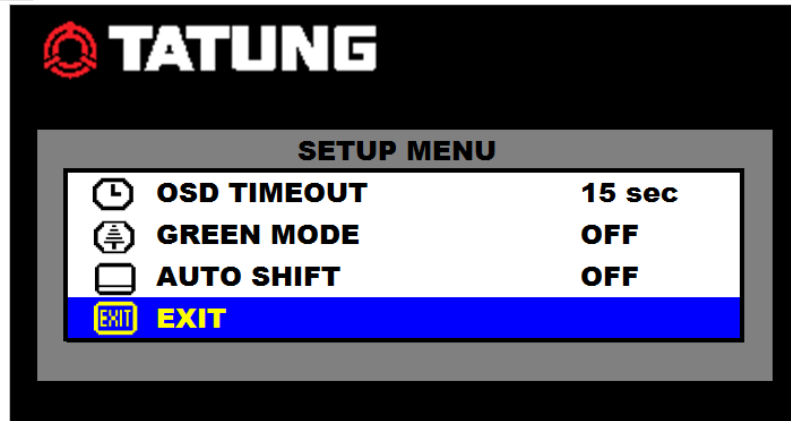 TATUNG
SETUP MENU
OSD TIMEOUT 15 sec
GREEN MODE OFF
AUTO SHIFT OFF
EXIT EXIT